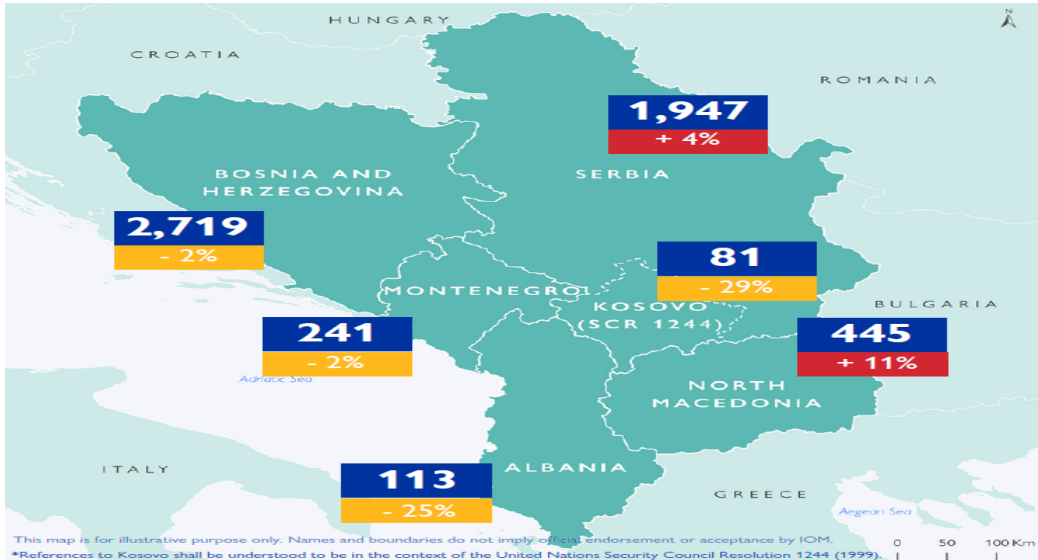 HUNGARY
N
CROATIA
ROMANIA
1,947
+ 4%
BOSNIA AND
HERZEGOVINA
SERBIA
2,719
- 2%
81
- 29%
MONTENEGRO
KOSOVO
(SCR 1244)
BULGARIA
241
- 2%
445
+ 11%
Adriatic Sea
NORTH
MACEDONIA
ITALY
ALBANIA
113
- 25%
GREECE
Aegean Sea
This map is for illustrative purpose only. Names and boundaries do not imply official endorsement or acceptance by IOM.
0 50 100 Km
*References to Kosovo shall be understood to be in the context of the United Nations Security Council Resolution 1244 (1999).